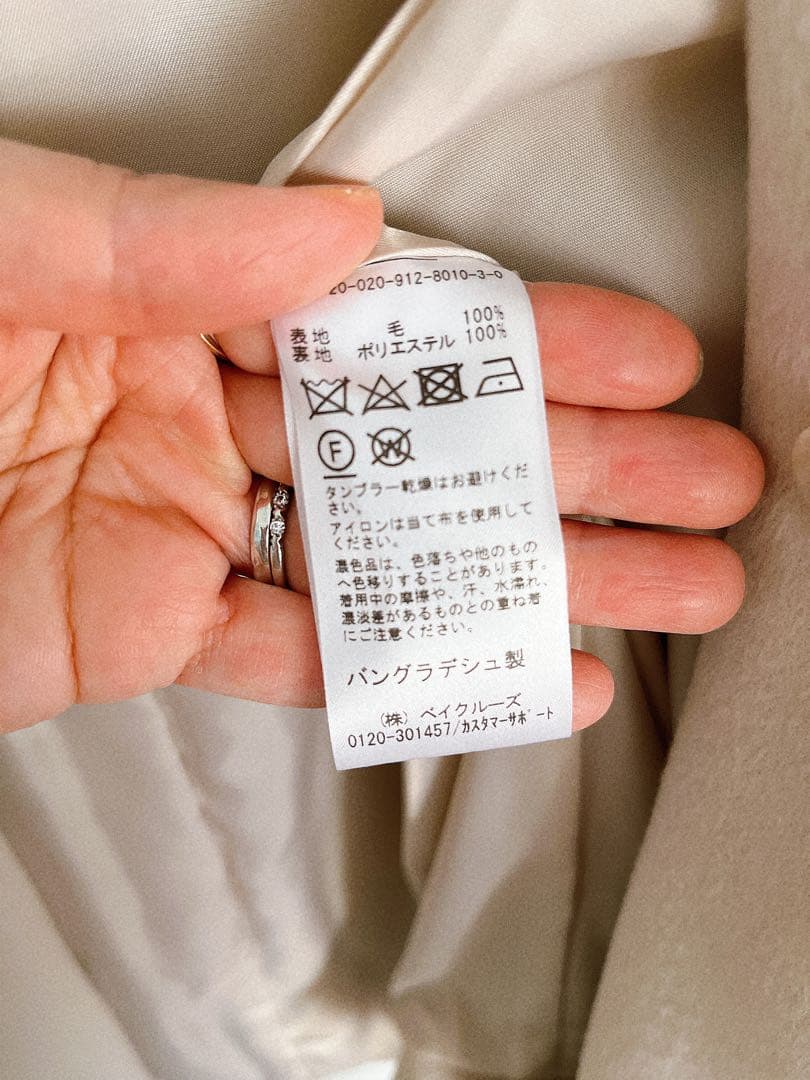 20-020-912-8010-3-0
表地 毛 100%
裏地 ポリエステル 100%
F W
タンブラー乾燥はお避けくだ
さい。
アイロンは当て布を使用して
ください。
濃色品は、色落ちや他のもの
へ色移りすることがあります。
着用中の摩擦や、汗、水濡れ、
濃淡差があるものとの重ね着
にご注意ください。
バングラデシュ製
(株) ベイクルーズ
0120-301457/カスタマーサポート